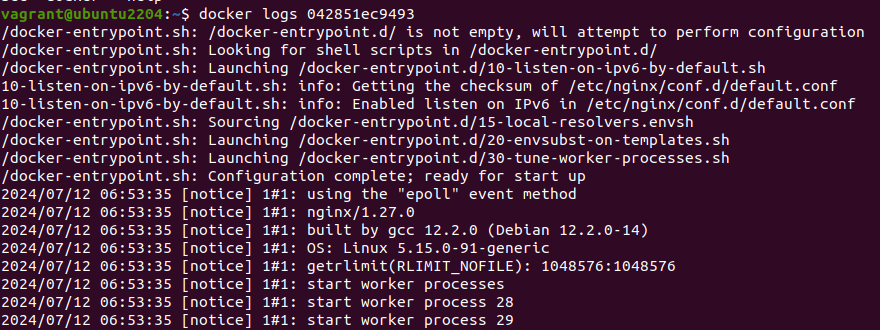 vagrant@ubuntu2204:~$ docker logs 042851ec9493
/docker-entrypoint.sh: /docker-entrypoint.d/ is not empty, will attempt to perform configuration
/docker-entrypoint.sh: Looking for shell scripts in /docker-entrypoint.d/
/docker-entrypoint.sh: Launching /docker-entrypoint.d/10-listen-on-ipv6-by-default.sh
10-listen-on-ipv6-by-default.sh: info: Getting the checksum of /etc/nginx/conf.d/default.conf
10-listen-on-ipv6-by-default.sh: info: Enabled listen on IPv6 in /etc/nginx/conf.d/default.conf
/docker-entrypoint.sh: Sourcing /docker-entrypoint.d/15-local-resolvers.envsh
/docker-entrypoint.sh: Launching /docker-entrypoint.d/20-envsubst-on-templates.sh
/docker-entrypoint.sh: Launching /docker-entrypoint.d/30-tune-worker-processes.sh
/docker-entrypoint.sh: Configuration complete; ready for start up
2024/07/12 06:53:35 [notice] 1#1: using the "epoll" event method
2024/07/12 06:53:35 [notice] 1#1: nginx/1.27.0
2024/07/12 06:53:35 [notice] 1#1: built by gcc 12.2.0 (Debian 12.2.0-14)
2024/07/12 06:53:35 [notice] 1#1: OS: Linux 5.15.0-91-generic
2024/07/12 06:53:35 [notice] 1#1: getrlimit(RLIMIT_NOFILE): 1048576:1048576
2024/07/12 06:53:35 [notice] 1#1: start worker processes
2024/07/12 06:53:35 [notice] 1#1: start worker process 28
2024/07/12 06:53:35 [notice] 1#1: start worker process 29